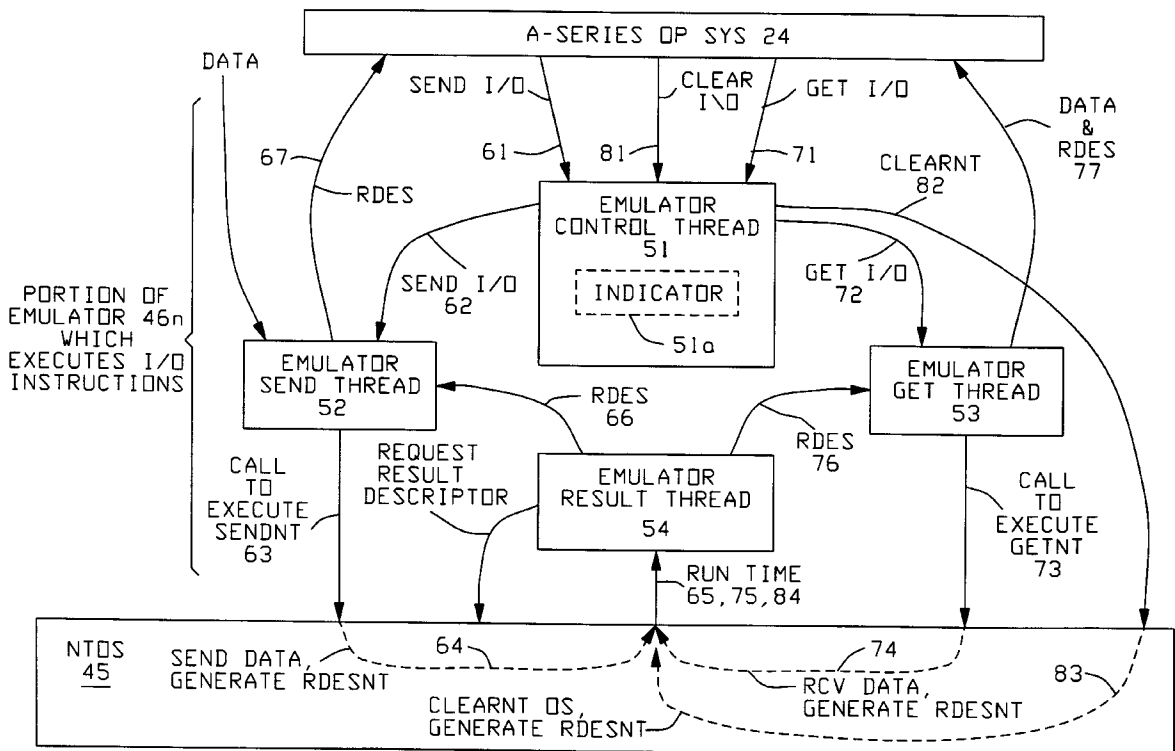 A-SERIES OP SYS 24
DATA
SEND I/O
CLEAR
I\O
GET I/O
DATA
&
RDES
77
67
RDES
61
81
71
CLEARNT
82
EMULATOR
CONTROL THREAD
51
INDICATOR
51a
SEND I/O
62
GET I/O
72
PORTION OF
EMULATOR 46n
WHICH
EXECUTES I/O
INSTRUCTIONS
EMULATOR
SEND THREAD
52
EMULATOR
GET THREAD
53
RDES
66
RDES
76
REQUEST
RESULT
DESCRIPTOR
EMULATOR
RESULT THREAD
54
CALL
TO
EXECUTE
SENDNT
63
CALL
TO
EXECUTE
GETNT
73
RUN TIME
65, 75, 84
NTOS
45
SEND DATA,
GENERATE RDESNT
64
74
RCV DATA,
GENERATE RDESNT
83
CLEARNT OS,
GENERATE RDESNT